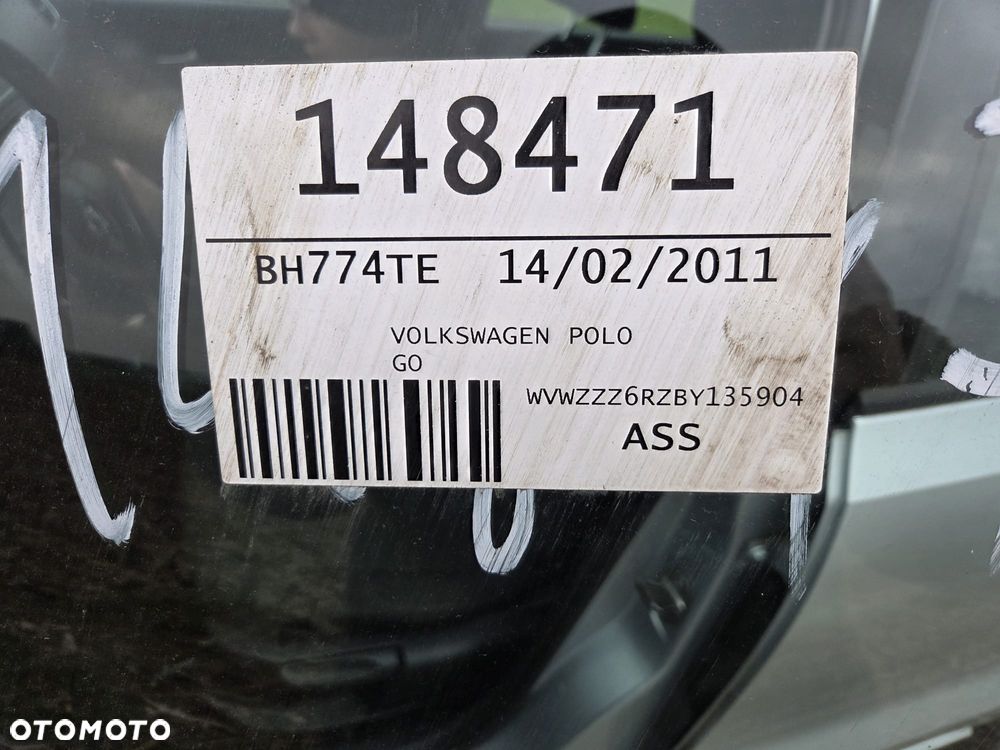 148471
BH774TE 14/02/2011
VOLKSWAGEN POLO
GO
WVWZZZ6RZBY135904
ASS
OTOMOTO